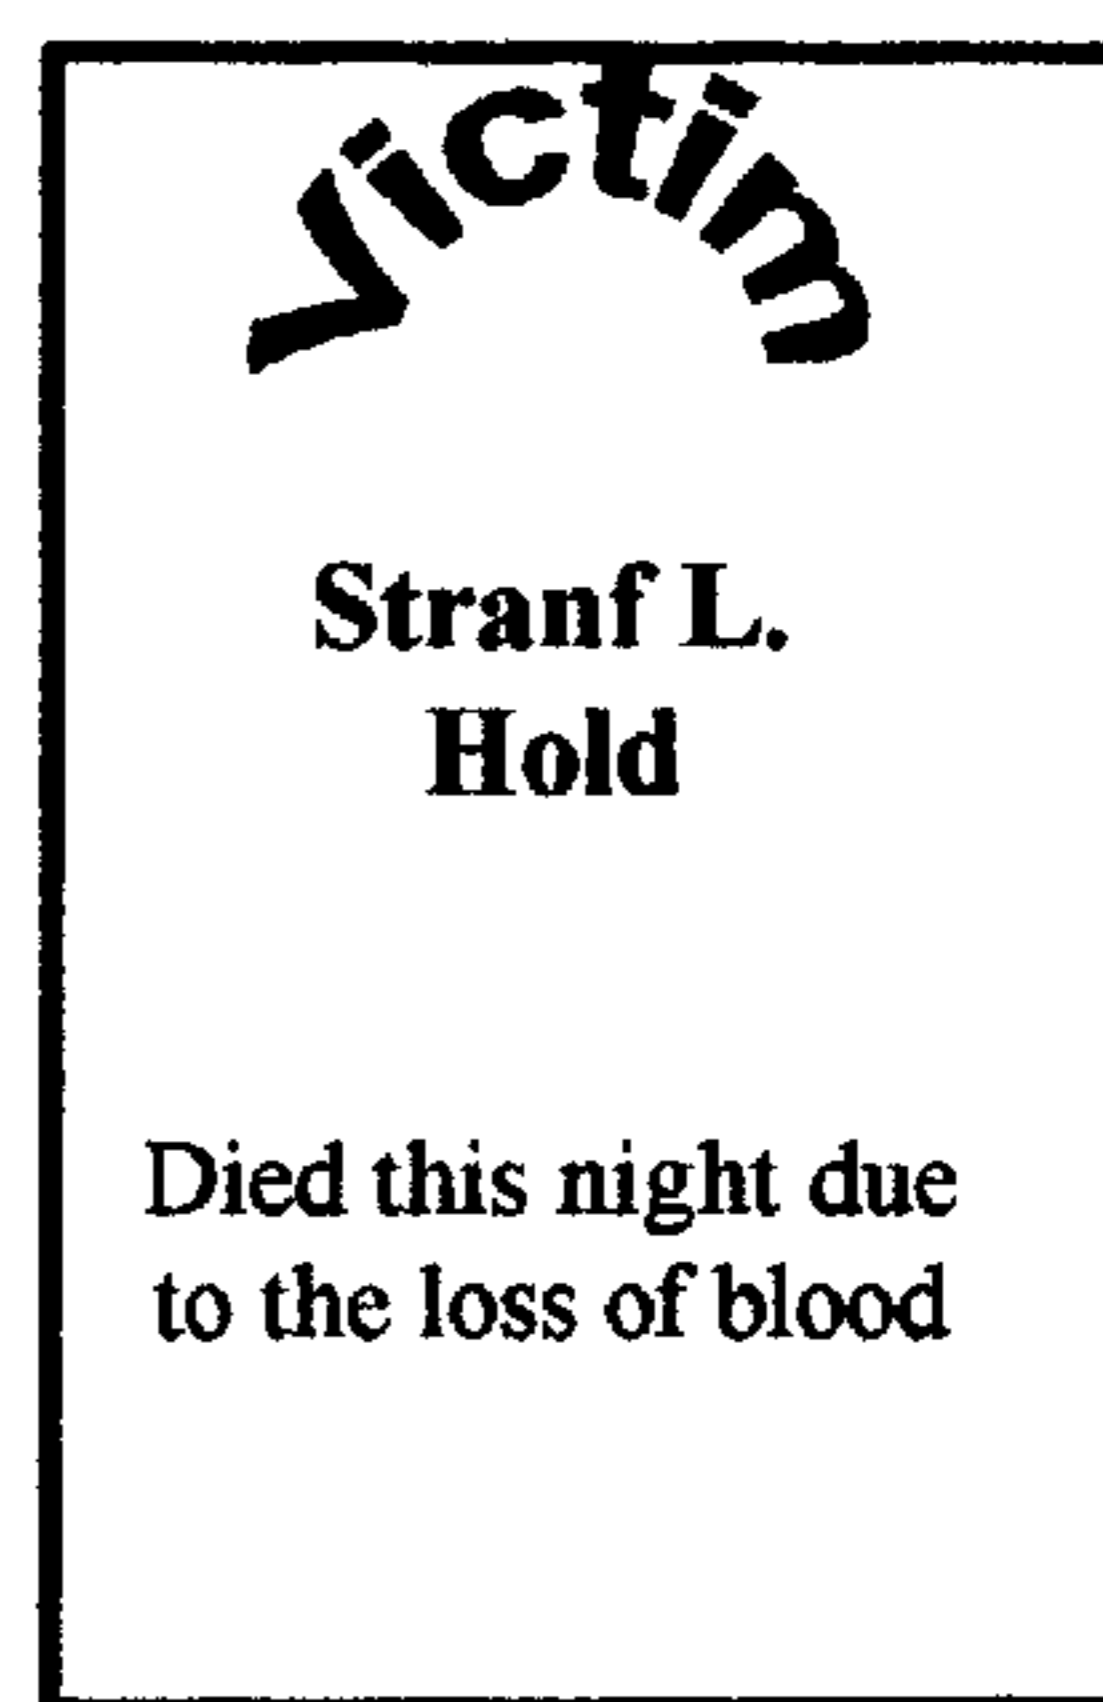 Victim
Stranf L.
Hold
Died this night due
to the loss of blood